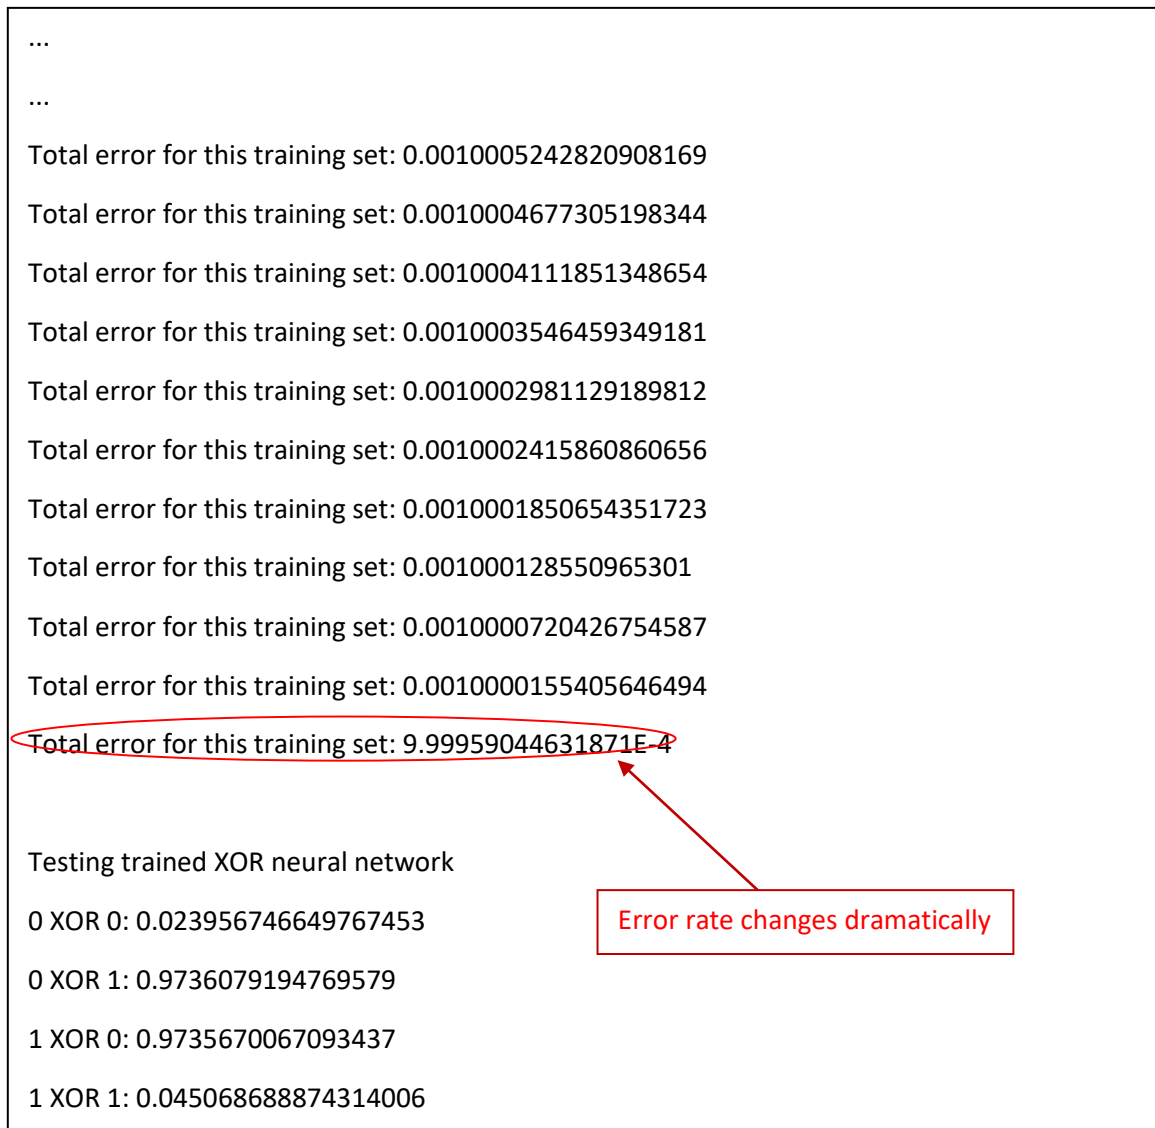 ...
...
Total error for this training set: 0.0010005242820908169
Total error for this training set: 0.0010004677305198344
Total error for this training set: 0.0010004111851348654
Total error for this training set: 0.0010003546459349181
Total error for this training set: 0.0010002981129189812
Total error for this training set: 0.0010002415860860656
Total error for this training set: 0.0010001850654351723
Total error for this training set: 0.001000128550965301
Total error for this training set: 0.0010000720426754587
Total error for this training set: 0.0010000155405646494
Total error for this training set: 9.99959044631871E-4
Testing trained XOR neural network
0 XOR 0: 0.023956746649767453
Error rate changes dramatically
0 XOR 1: 0.9736079194769579
1 XOR 0: 0.9735670067093437
1 XOR 1: 0.045068688874314006